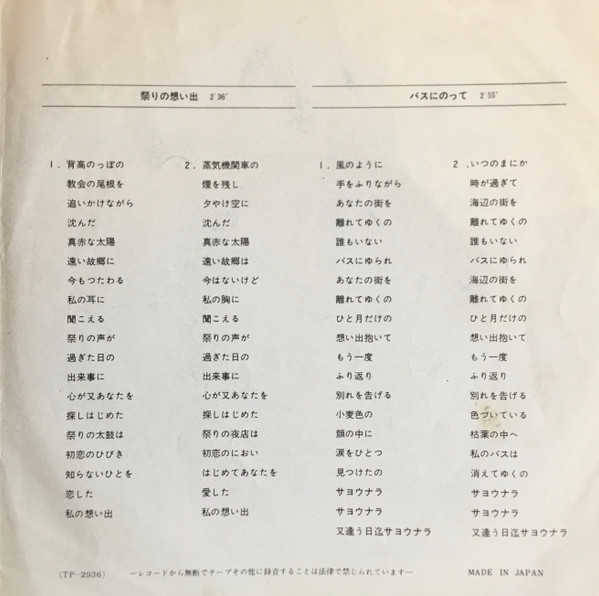 祭りの想い出 2'36"
1. 背高のっぽの
教会の尾根を
追いかけながら
沈んだ
真赤な太陽
遠い故郷に
今もつたわる
私の耳に
聞こえる
祭りの声が
過ぎた日の
出来事に
心が又あなたを
探しはじめた
祭りの太鼓は
初恋のひびき
知らないひとを
恋した
私の想い出
2. 蒸気機関車の
煙を残し
夕やけ空に
沈んだ
真赤な太陽
遠い故郷は
今はないけど
私の胸に
聞こえる
祭りの声が
過ぎた日の
出来事に
心が又あなたを
探しはじめた
祭りの夜店は
初恋のにおい
はじめてあなたを
愛した
私の想い出
バスにのって 2'55"
1. 風のように
手をふりながら
あなたの街を
離れてゆくの
誰もいない
バスにゆられ
あなたの街を
離れてゆくの
ひと月だけの
想い出抱いて
もう一度
ふり返り
別れを告げる
小麦色の
顔の中に
涙をひとつ
見つけたの
サヨウナラ
サヨウナラ
又逢う日迄サヨウナラ
2. いつのまにか
時が過ぎて
海辺の街を
離れてゆくの
誰もいない
バスにゆられ
海辺の街を
離れてゆくの
ひと月だけの
想い出抱いて
もう一度
ふり返り
別れを告げる
色づいている
枯葉の中へ
私のバスは
消えてゆくの
サヨウナラ
サヨウナラ
又逢う日迄サヨウナラ
(TP-2936) ―レコードから無断でテープその他に録音することは法律で禁じられています― MADE IN JAPAN